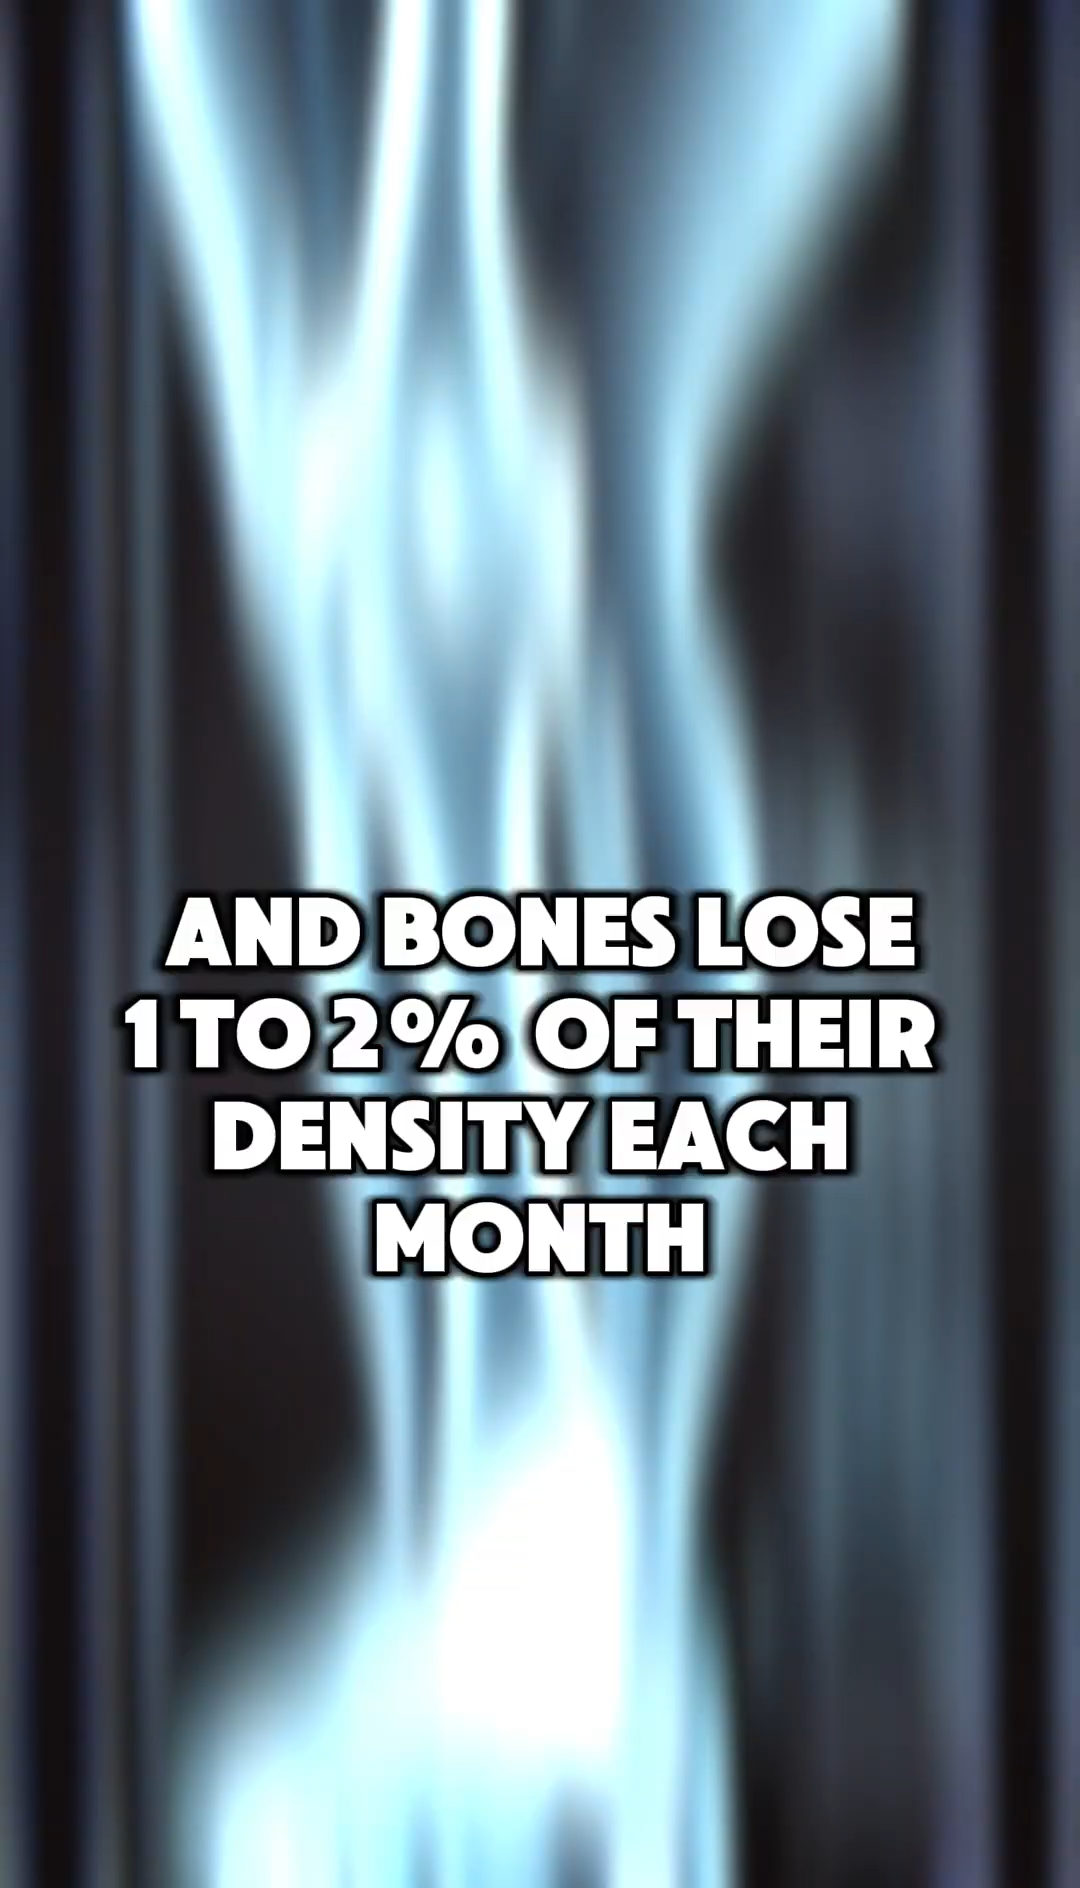 AND BONES LOSE
1 TO 2% OF THEIR
DENSITY EACH
MONTH